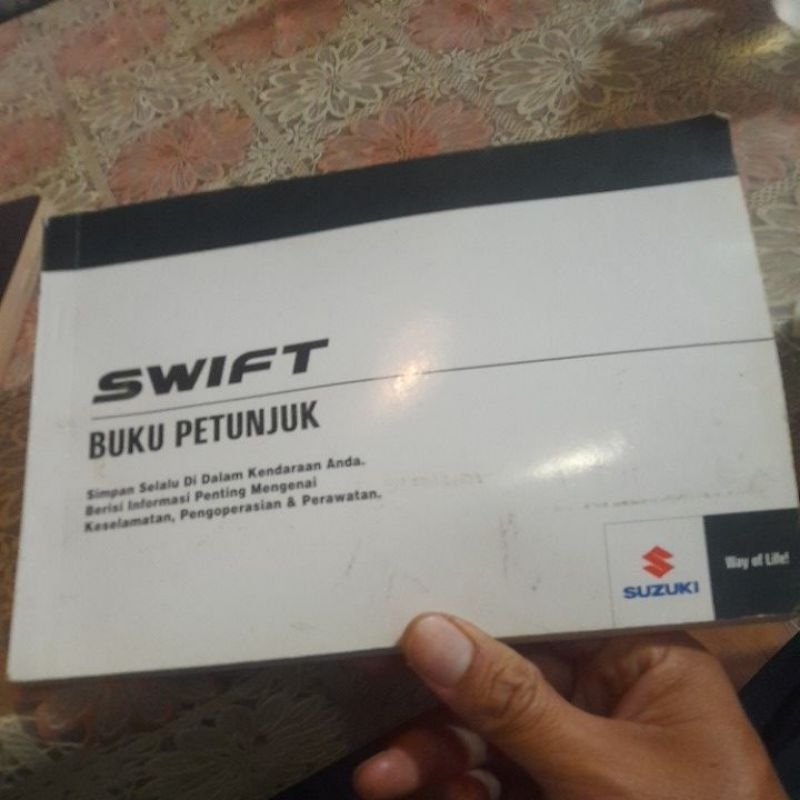 SWIFT
BUKU PETUNJUK
Simpan Selalu Di Dalam Kendaraan Anda.
Berisi Informasi Penting Mengenai
Keselamatan, Pengoperasian & Perawatan.
SUZUKI
Way of Life!